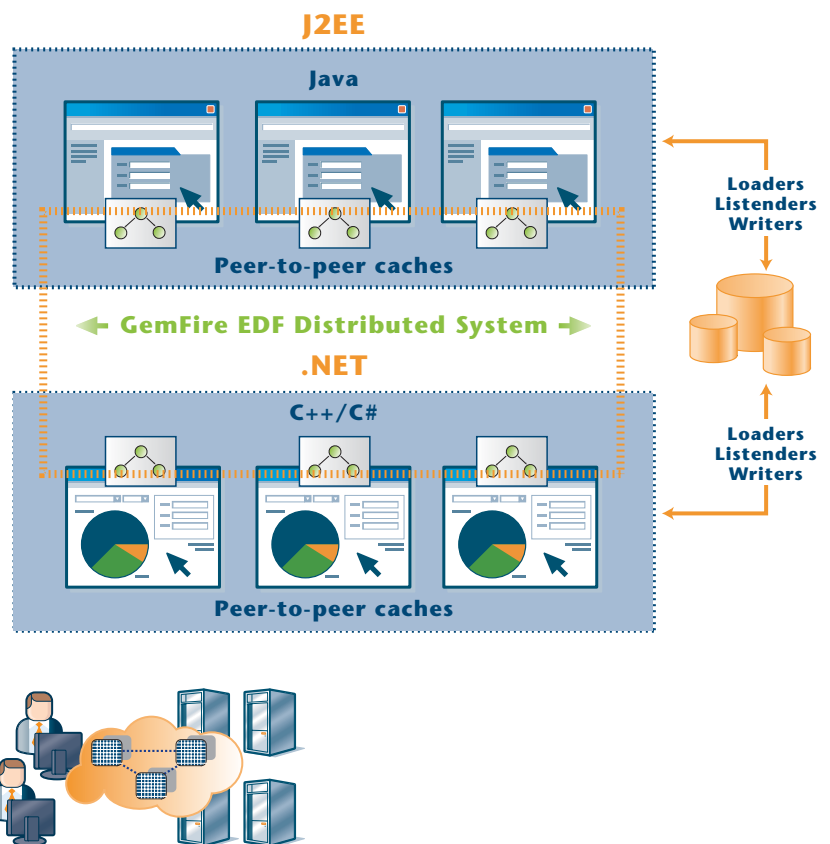 J2EE
Java
Peer-to-peer caches
Loaders
Listenders
Writers
GemFire EDF Distributed System
.NET
C++/C#
Loaders
Listenders
Writers
Peer-to-peer caches